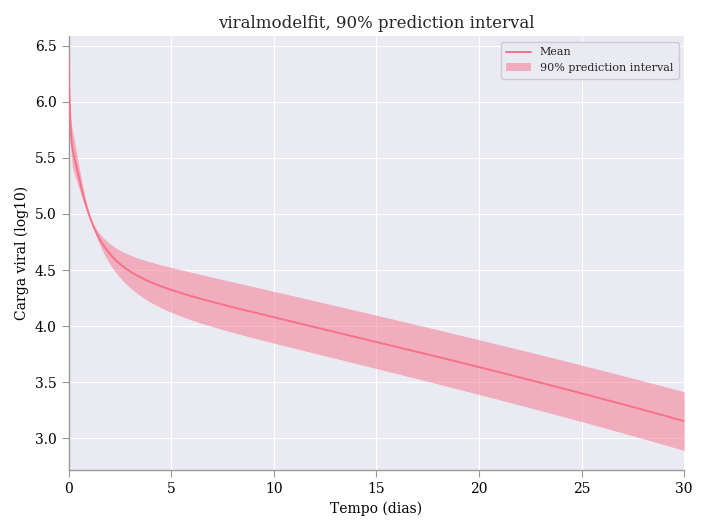 viralmodelfit, 90% prediction interval
Mean
90% prediction interval
Carga viral (log10)
6.5
6.0
5.5
5.0
4.5
4.0
3.5
3.0
0 5 10 15 20 25 30
Tempo (dias)